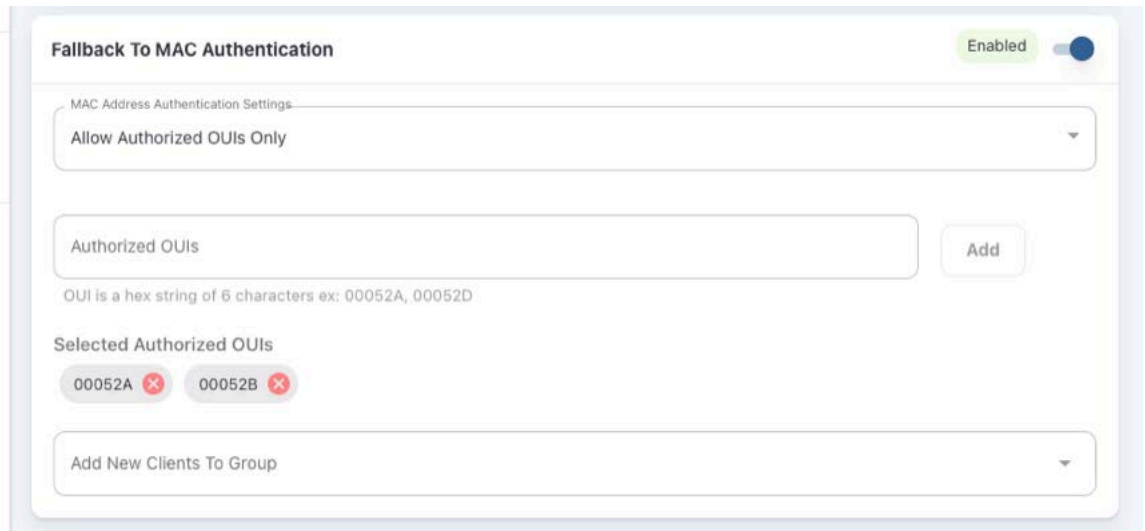 Fallback To MAC Authentication
Enabled
MAC Address Authentication Settings
Allow Authorized OUIs Only
Authorized OUIs
Add
OUI is a hex string of 6 characters ex: 00052A, 00052D
Selected Authorized OUIs
00052A 00052B
Add New Clients To Group